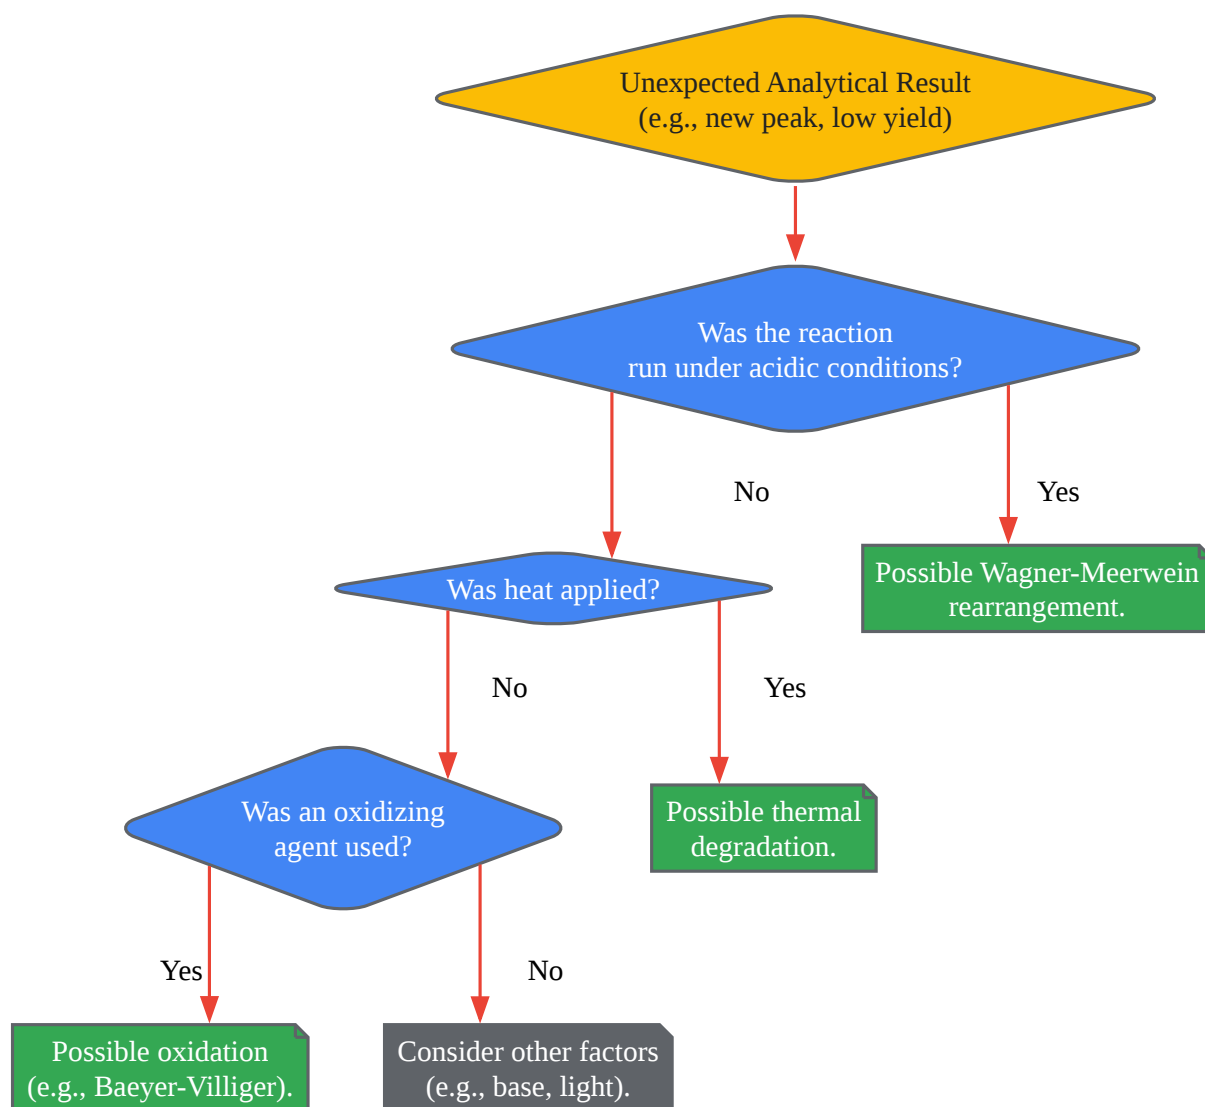 Unexpected Analytical Result
(e.g., new peak, low yield)
Was the reaction
run under acidic conditions?
No
Yes
Was heat applied?
Possible Wagner-Meerwein
rearrangement.
No
Yes
Was an oxidizing
agent used?
Possible thermal
degradation.
Yes
No
Possible oxidation
(e.g., Baeyer-Villiger).
Consider other factors
(e.g., base, light).